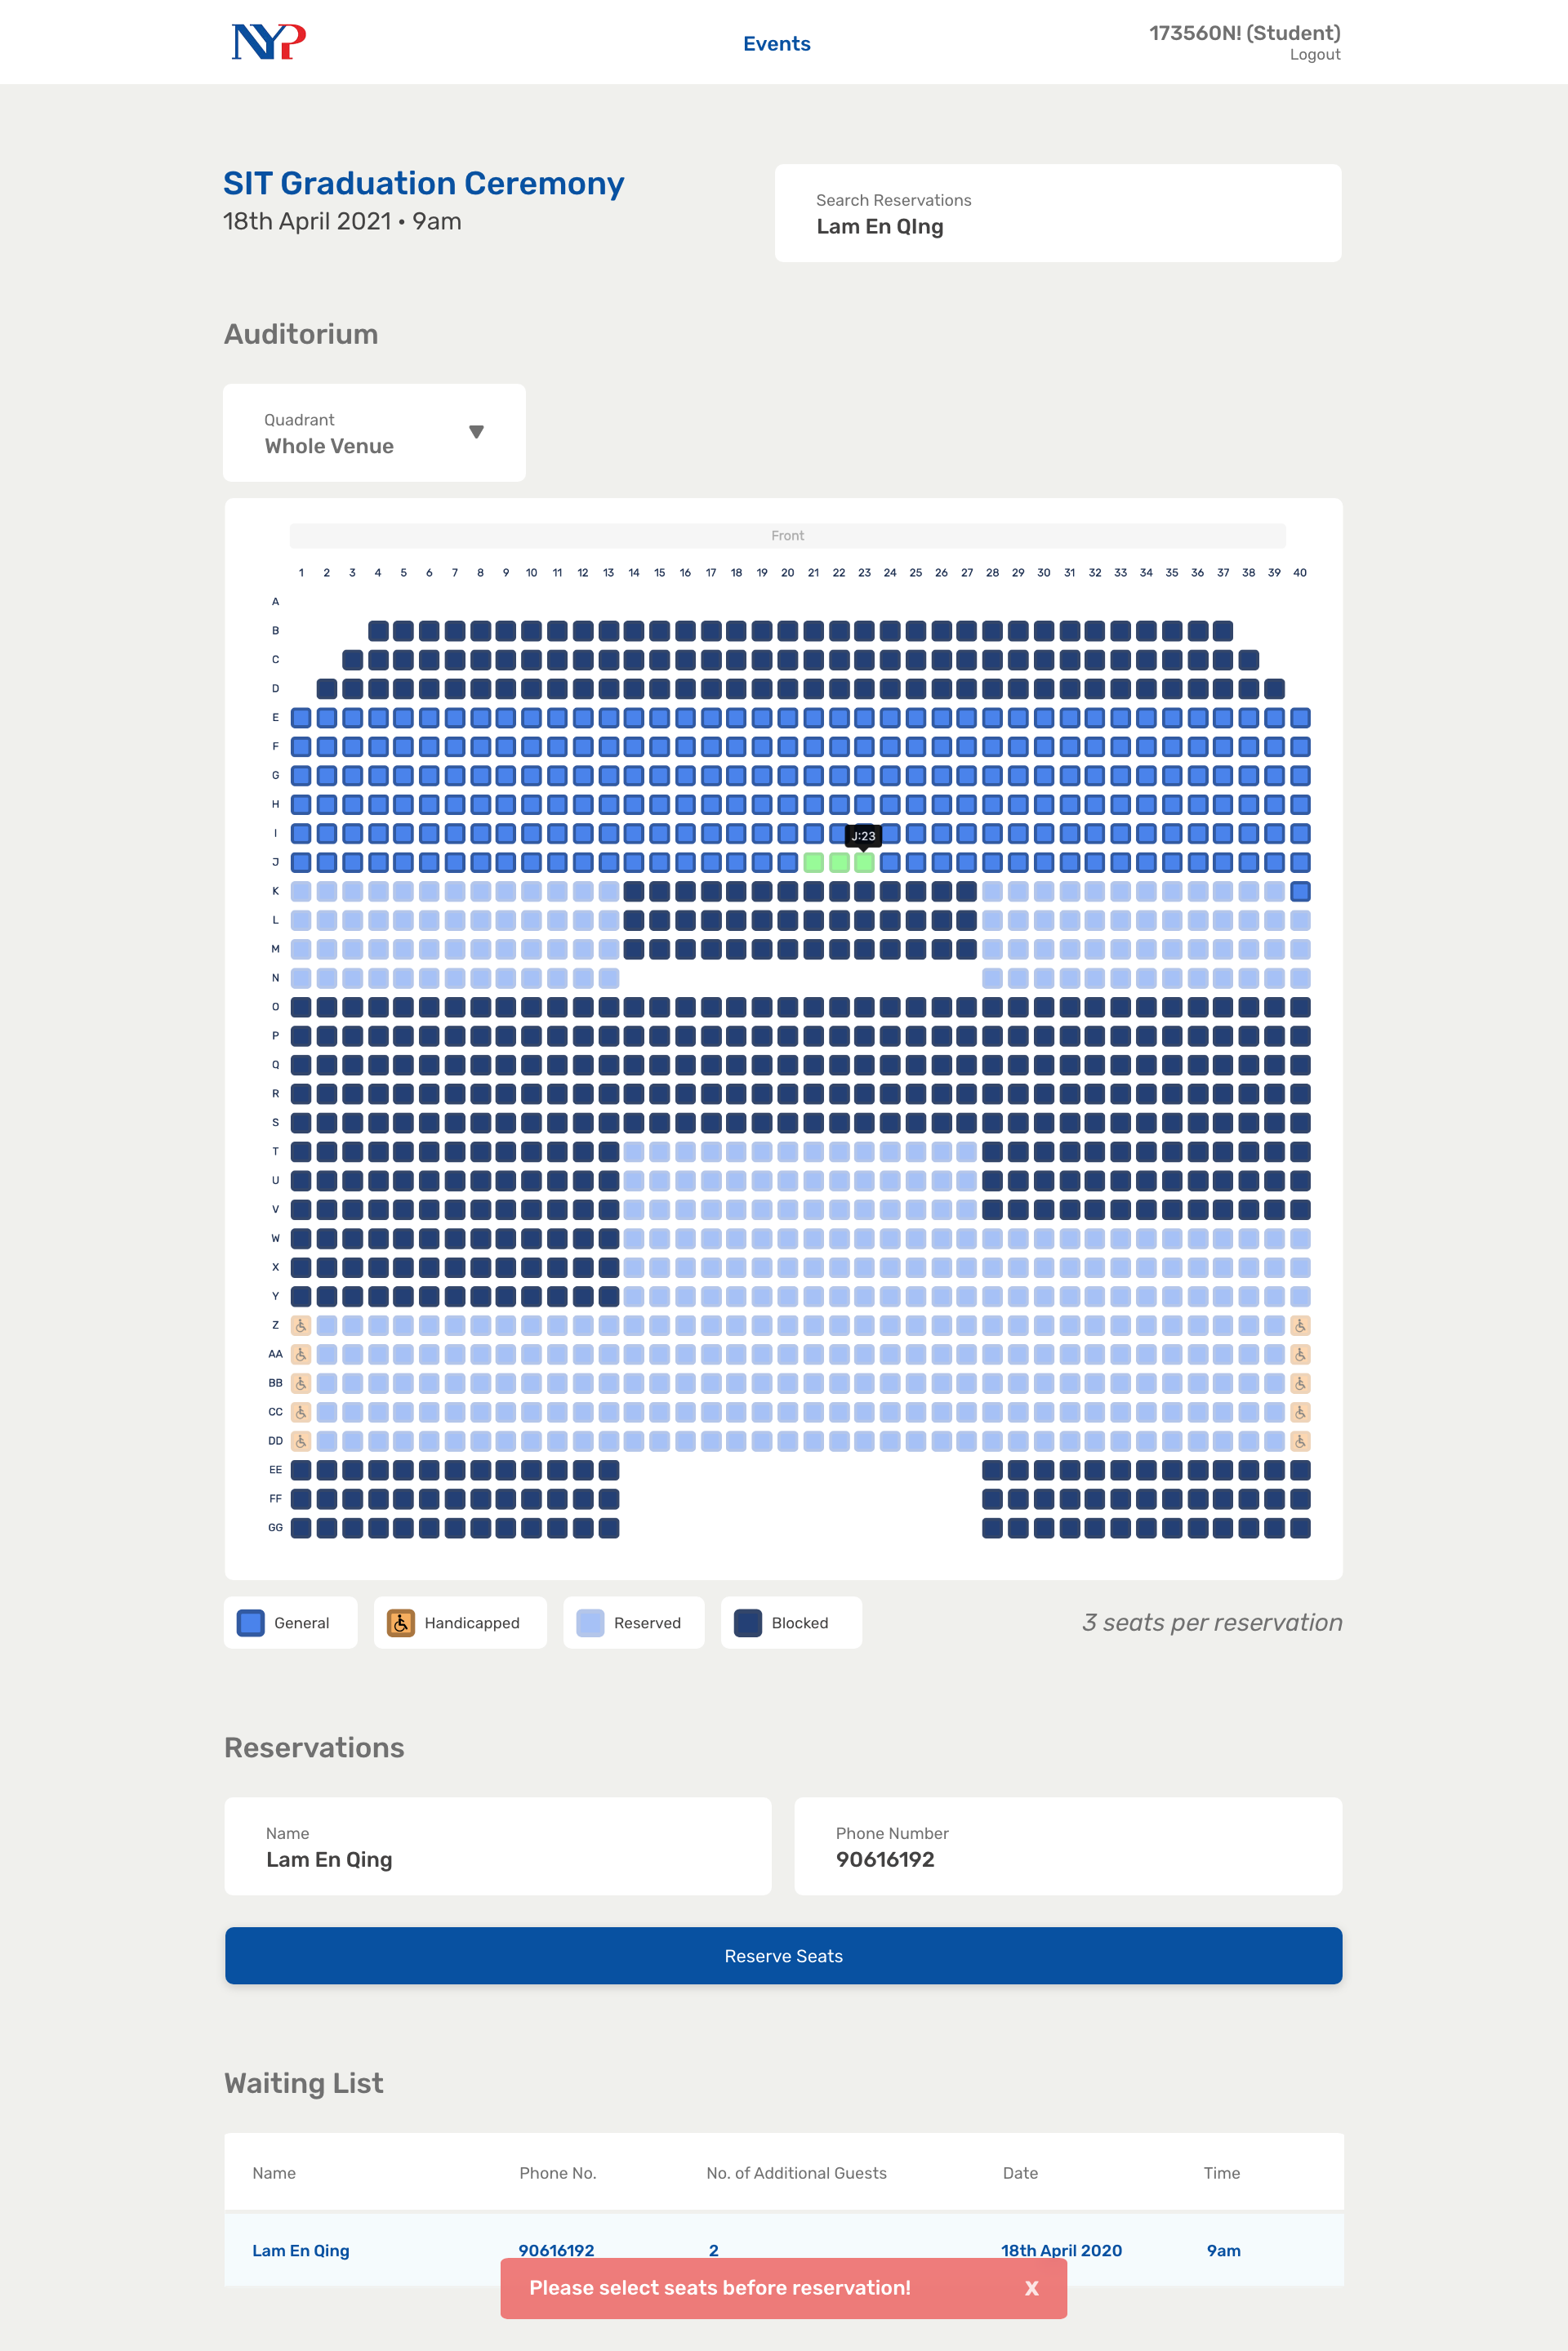 NYP
Events
173560N! (Student)
Logout
SIT Graduation Ceremony
18th April 2021 • 9am
Search Reservations
Lam En QIng
Auditorium
Quadrant
Whole Venue
Front
1 2 3 4 5 6 7 8 9 10 11 12 13 14 15 16 17 18 19 20 21 22 23 24 25 26 27 28 29 30 31 32 33 34 35 36 37 38 39 40
A
B
C
D
E
F
G
H
I
J:23
J
K
L
M
N
O
P
Q
R
S
T
U
V
W
X
Y
Z
AA
BB
CC
DD
EE
FF
GG
General Handicapped Reserved Blocked 3 seats per reservation
Reservations
Name
Lam En Qing
Phone Number
90616192
Reserve Seats
Waiting List
Name Phone No. No. of Additional Guests Date Time
Lam En Qing 90616192 2 18th April 2020 9am
Please select seats before reservation! X